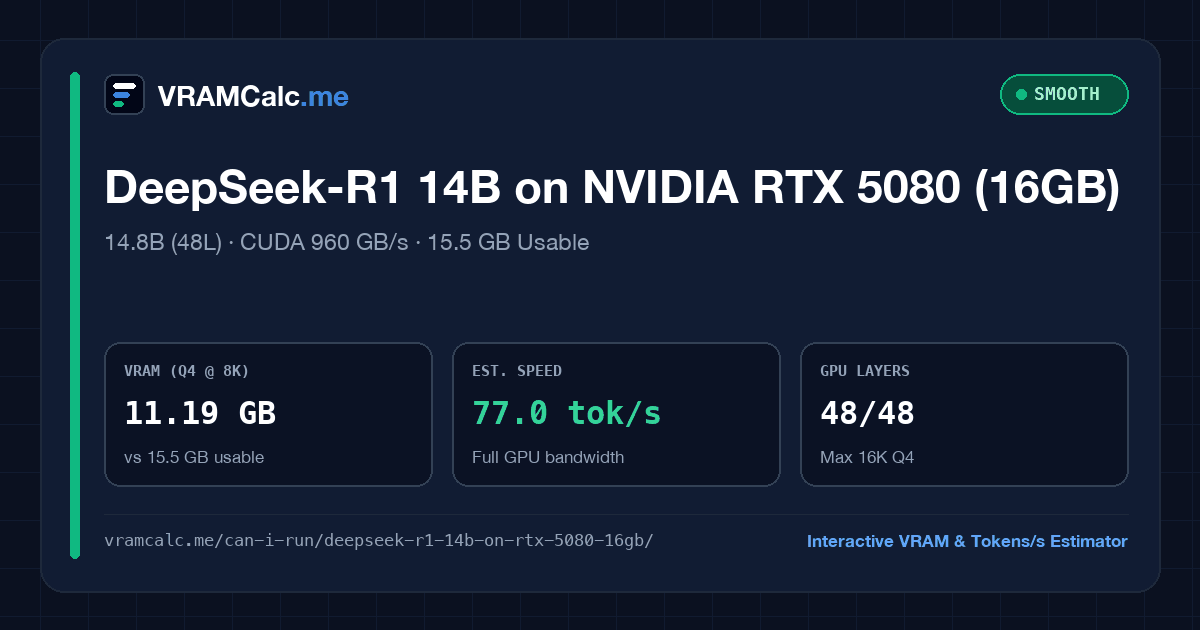 VRAMCalc.me
SMOOTH
DeepSeek-R1 14B on NVIDIA RTX 5080 (16GB)
14.8B (48L) · CUDA 960 GB/s · 15.5 GB Usable
VRAM (Q4 @ 8K)
11.19 GB
vs 15.5 GB usable
EST. SPEED
77.0 tok/s
Full GPU bandwidth
GPU LAYERS
48/48
Max 16K Q4
vramcalc.me/can-i-run/deepseek-r1-14b-on-rtx-5080-16gb/
Interactive VRAM & Tokens/s Estimator